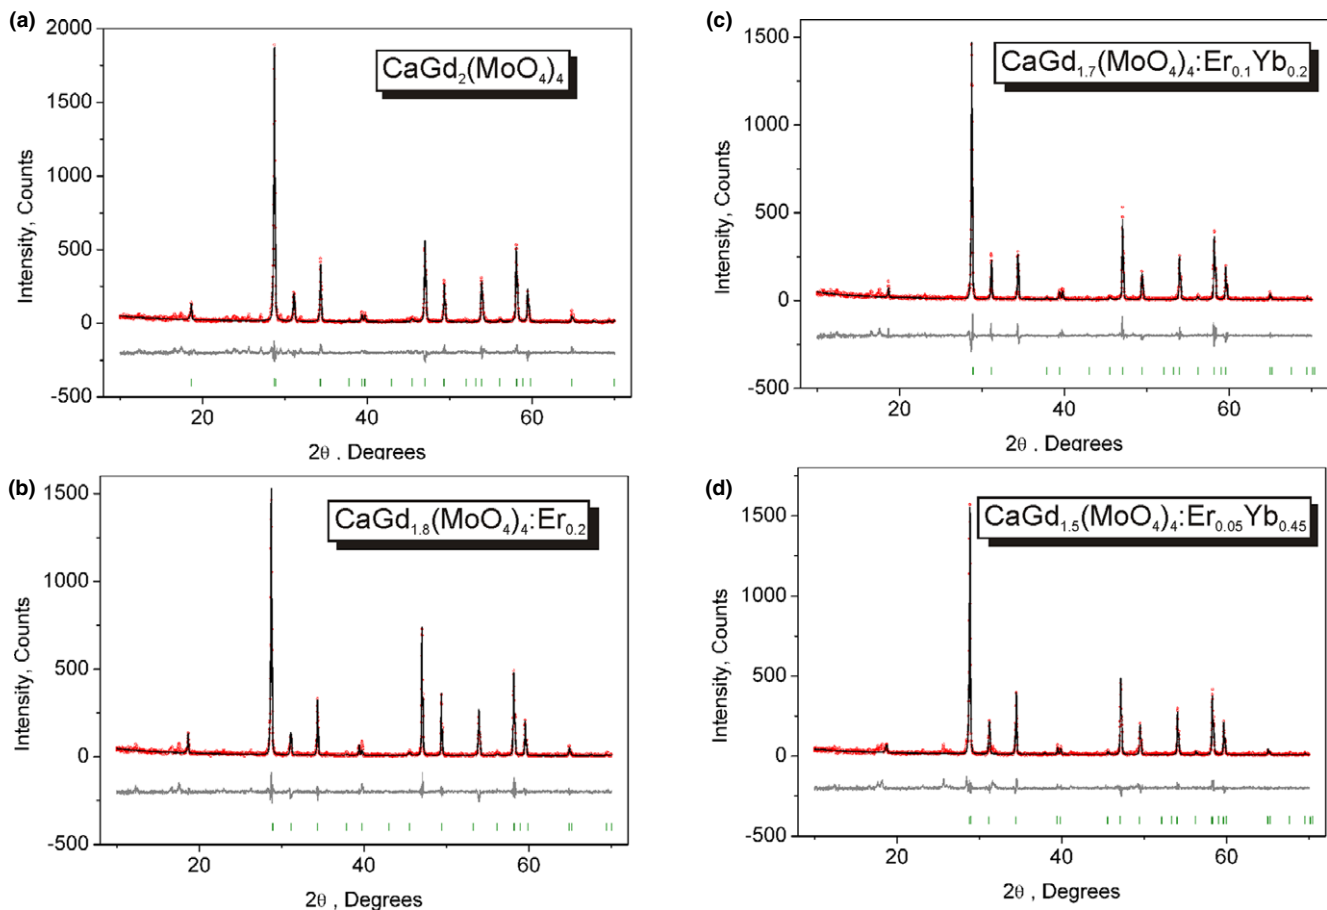 (a)
CaGd2(MoO4)4
2000
1500
1000
500
0
-500
Intensity, Counts
20
40
60
2θ , Degrees
(c)
CaGd1.7(MoO4)4:Er0.1Yb0.2
1500
1000
500
0
-500
Intensity, Counts
20
40
60
2θ , Degrees
(b)
CaGd1.8(MoO4)4:Er0.2
1500
1000
500
0
-500
Intensity, Counts
20
40
60
2θ , Degrees
(d)
CaGd1.5(MoO4)4:Er0.05Yb0.45
1500
1000
500
0
-500
Intensity, Counts
20
40
60
2θ , Degrees